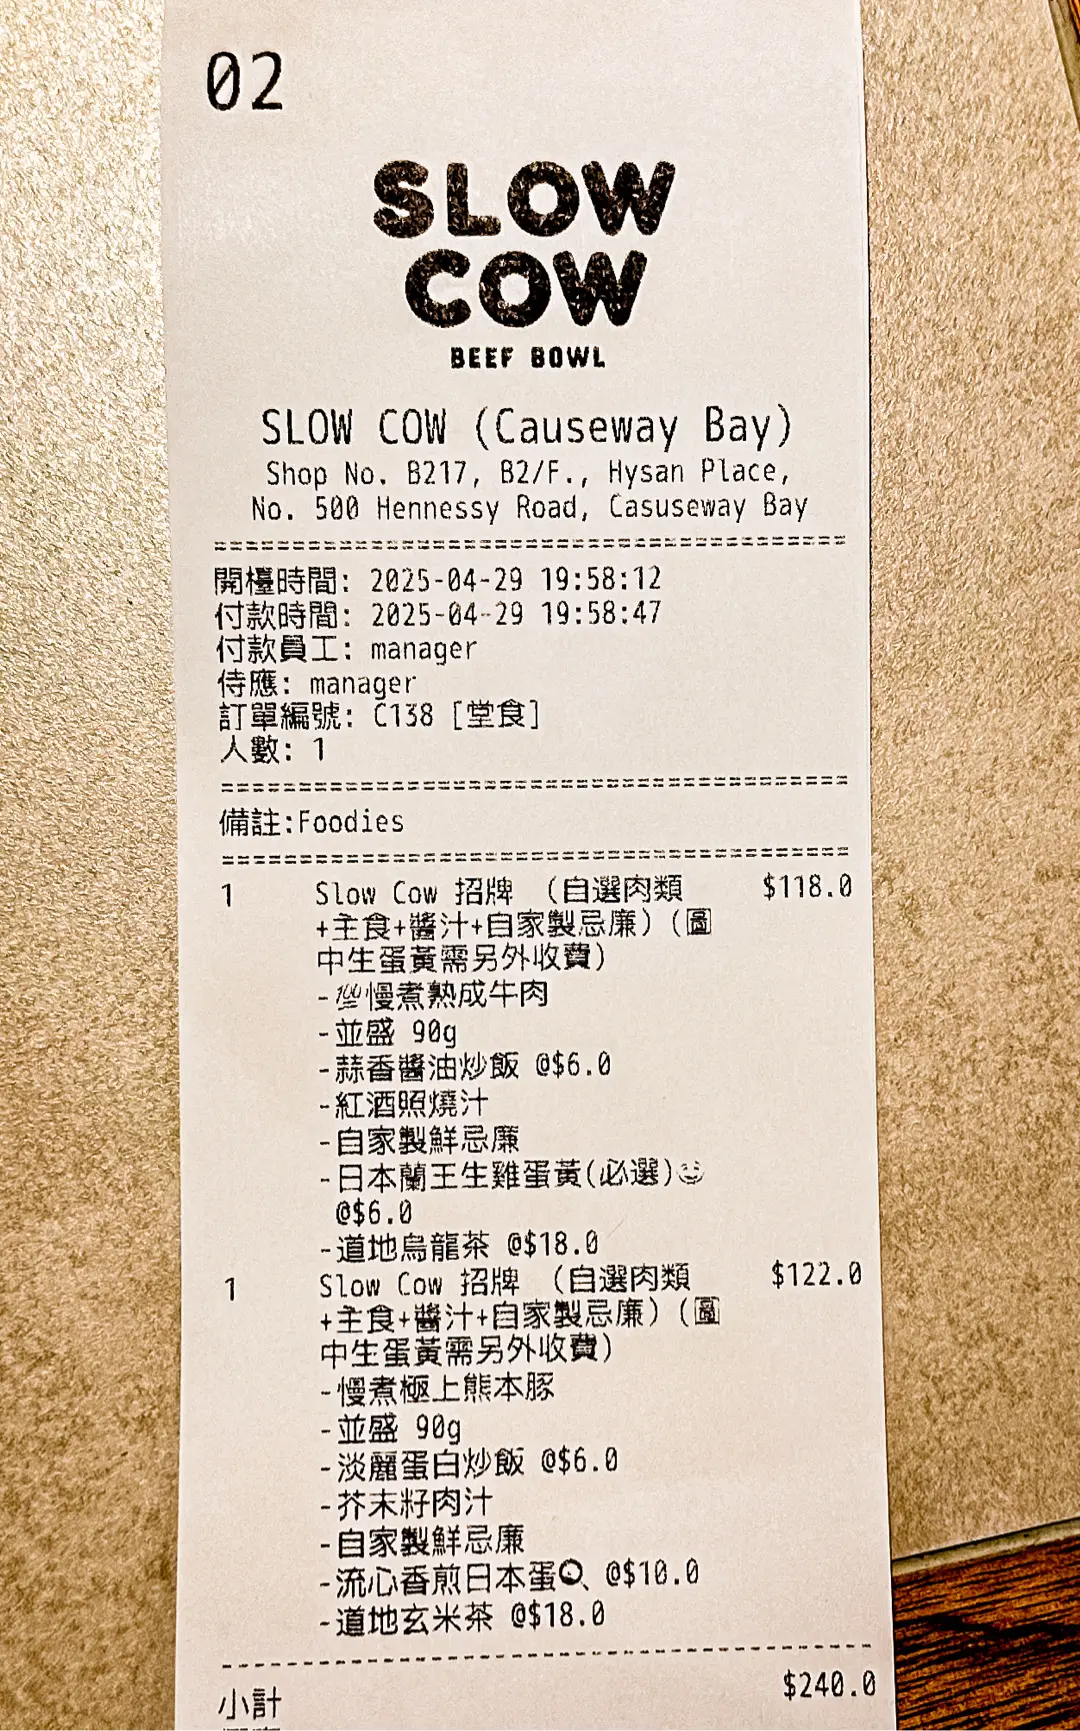 02
SLOW
COW
BEEF BOWL
SLOW COW (Causeway Bay)
Shop No. B217, B2/F., Hysan Place,
No. 500 Hennessy Road, Casuseway Bay
開檯時間: 2025-04-29 19:58:12
付款時間: 2025-04-29 19:58:47
付款員工: manager
侍應: manager
訂單編號: C138 [堂食]
人數: 1
備註:Foodies
1 Slow Cow 招牌 （自選肉類 $118.0
+主食+醬汁+自家製忌廉）(圖
中生蛋黃需另外收費)
-💯慢煮熟成牛肉
-並盛 90g
-蒜香醬油炒飯 @$6.0
-紅酒照燒汁
-自家製鮮忌廉
-日本蘭王生雞蛋黃(必選)😋
@$6.0
-道地烏龍茶 @$18.0
1 Slow Cow 招牌 （自選肉類 $122.0
+主食+醬汁+自家製忌廉）(圖
中生蛋黃需另外收費)
-慢煮極上熊本豚
-並盛 90g
-淡麗蛋白炒飯 @$6.0
-芥末籽肉汁
-自家製鮮忌廉
-流心香煎日本蛋🍳 @$10.0
-道地玄米茶 @$18.0
小計 $240.0